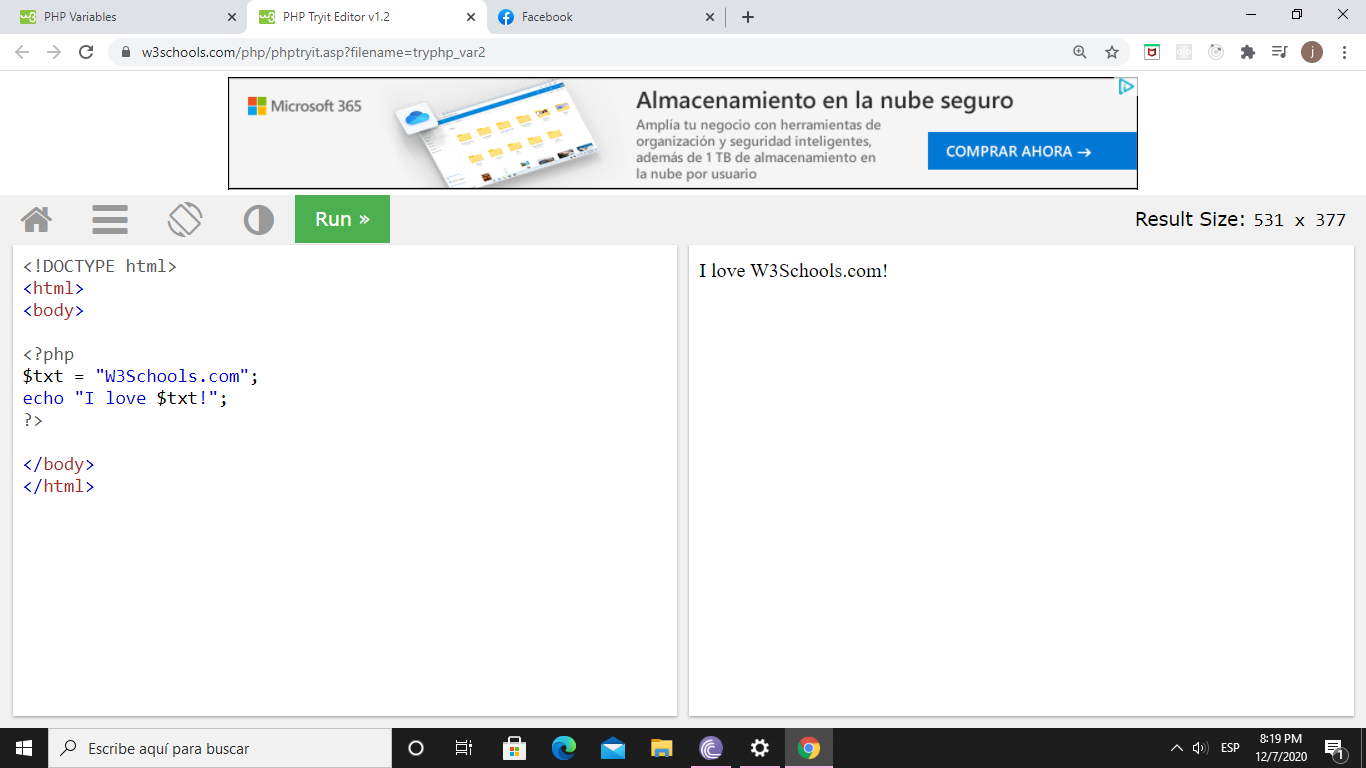 PHP Variables
PHP Tryit Editor v1.2
Facebook
w3schools.com/php/phptryit.asp?filename=tryphp_var2
j
Microsoft 365
Almacenamiento en la nube seguro
Amplía tu negocio con herramientas de
organización y seguridad inteligentes,
además de 1 TB de almacenamiento en
la nube por usuario
COMPRAR AHORA →
Run »
Result Size: 531 x 377
<!DOCTYPE html>
<html>
<body>
<?php
$txt = "W3Schools.com";
echo "I love $txt!";
?>
</body>
</html>
I love W3Schools.com!
Escribe aquí para buscar
ESP
8:19 PM
12/7/2020
1